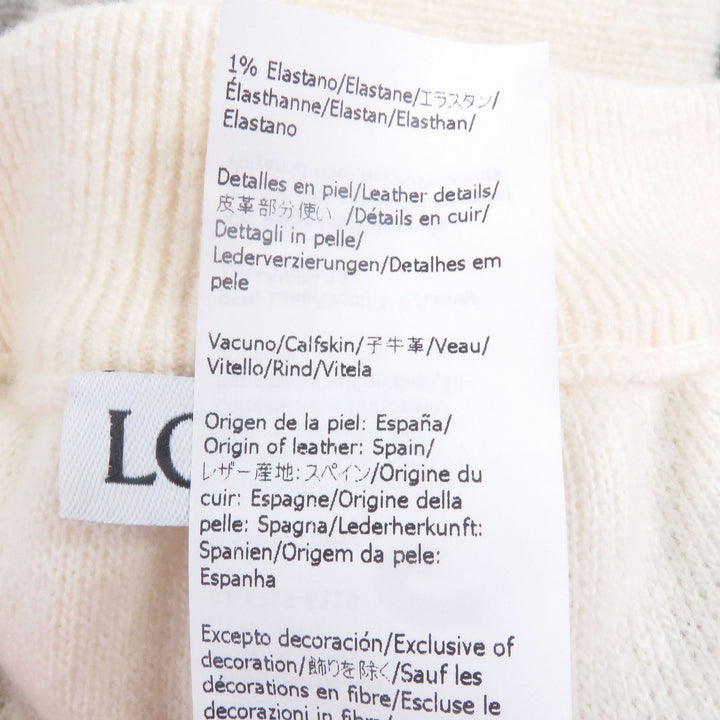 1% Elastano/Elastane/エラスタン/
Élasthanne/Elastan/Elasthan/
Elastano
Detalles en piel/Leather details/
皮革部分使い /Détails en cuir/
Dettagli in pelle/
Lederverzierungen/Detalhes em
pele
Vacuno/Calfskin/子牛革/Veau/
Vitello/Rind/Vitela
LO
Origen de la piel: España/
Origin of leather: Spain/
レザー産地: スペイン/Origine du
cuir: Espagne/Origine della
pelle: Spagna/Lederherkunft:
Spanien/Origem da pele:
Espanha
Excepto decoración/Exclusive of
decoration/飾りを除く/Sauf les
décorations en fibre/Escluse le
decorazioni in fibra/